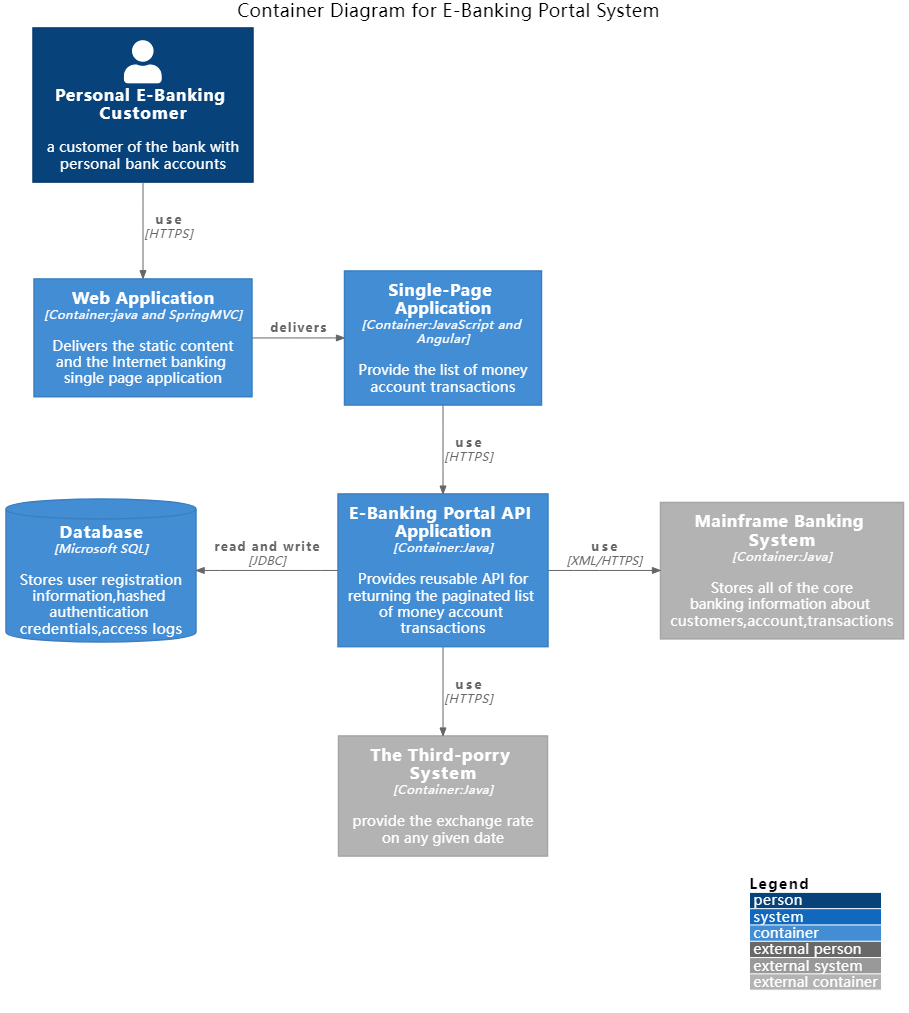 Container Diagram for E-Banking Portal System
Personal E-Banking
Customer
a customer of the bank with
personal bank accounts
use
[HTTPS]
Web Application
[Container:java and SpringMVC]
Delivers the static content
and the Internet banking
single page application
delivers
Single-Page
Application
[Container:JavaScript and
Angular]
Provide the list of money
account transactions
use
[HTTPS]
Database
[Microsoft SQL]
Stores user registration
information,hashed
authentication
credentials,access logs
read and write
[JDBC]
E-Banking Portal API
Application
[Container:Java]
Provides reusable API for
returning the paginated list
of money account
transactions
use
[XML/HTTPS]
Mainframe Banking
System
[Container:Java]
Stores all of the core
banking information about
customers,account,transactions
use
[HTTPS]
The Third-porry
System
[Container:Java]
provide the exchange rate
on any given date
Legend
person
system
container
external person
external system
external container